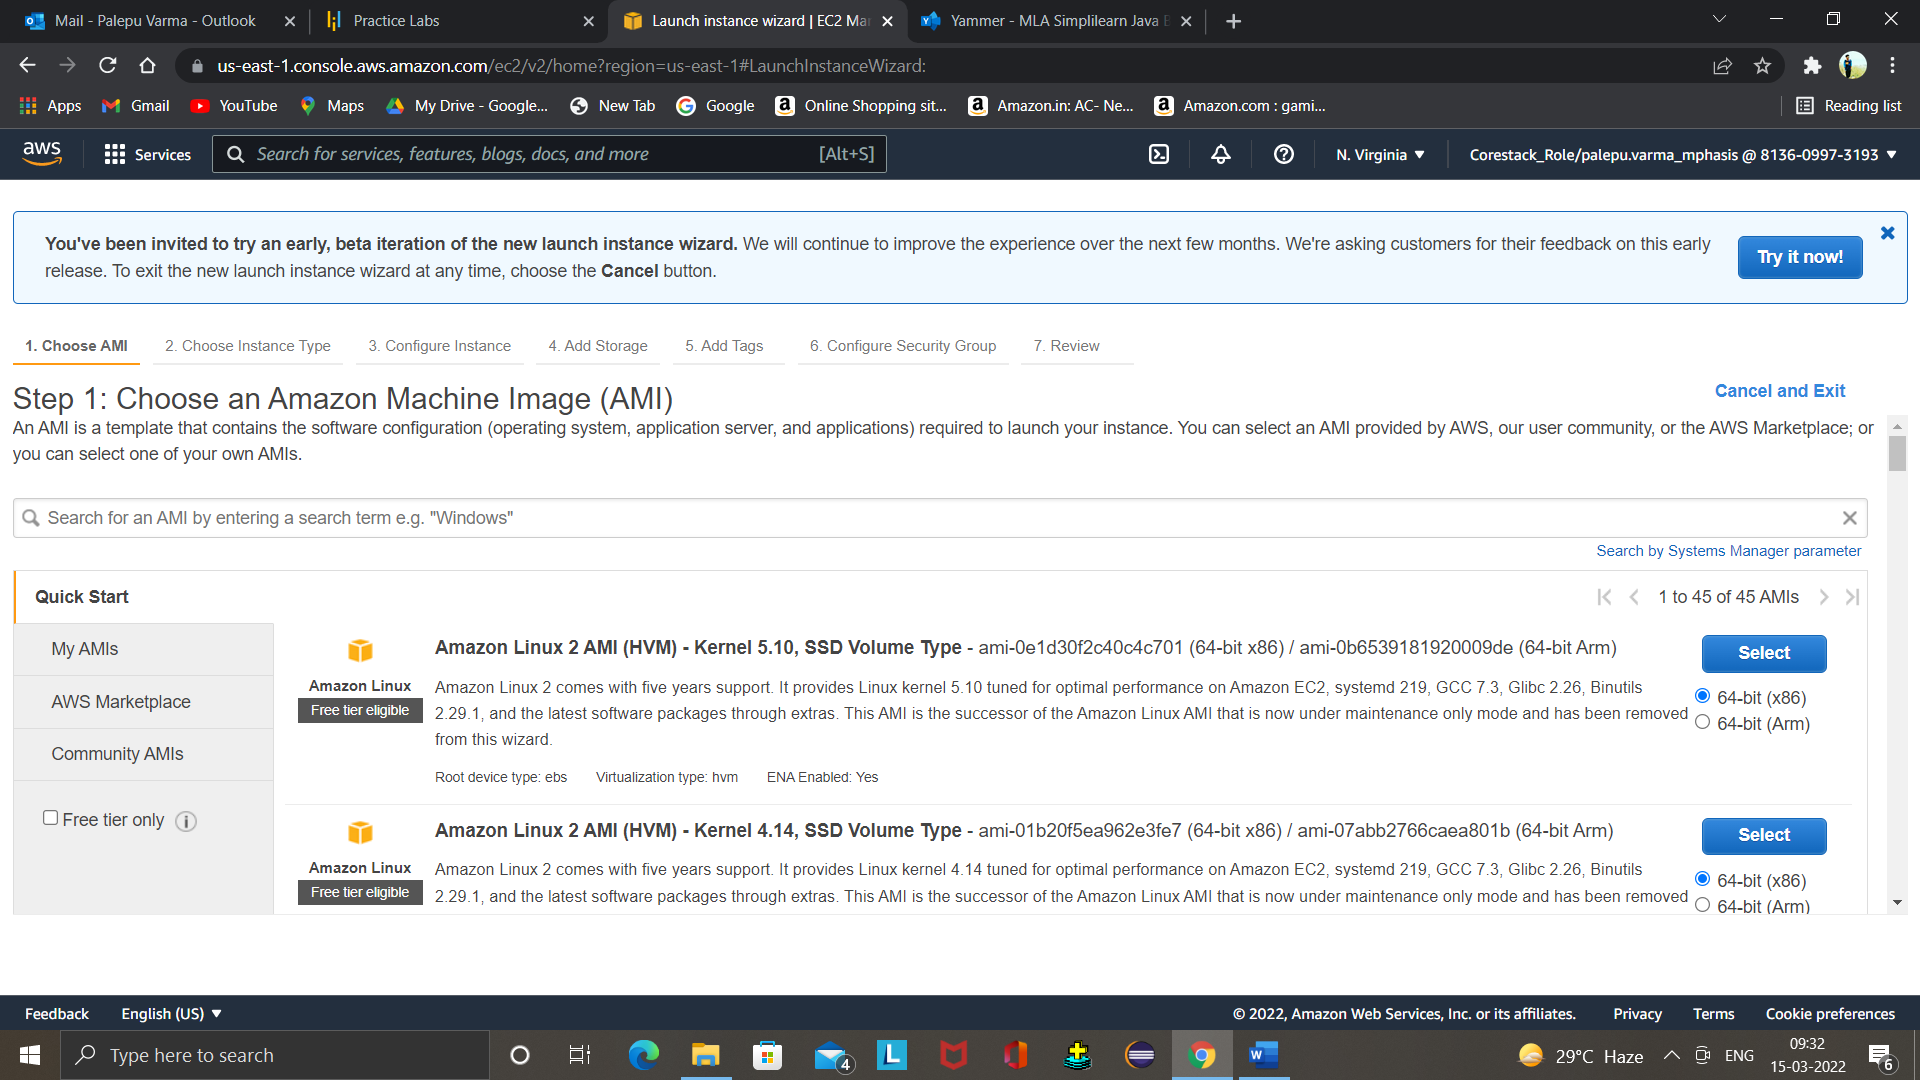 Mail - Palepu Varma - Outlook
Practice Labs
Launch instance wizard | EC2 Ma
Yammer - MLA Simplilearn Java
us-east-1.console.aws.amazon.com/ec2/v2/home?region=us-east-1#LaunchInstanceWizard:
Apps
Gmail
YouTube
Maps
My Drive - Google...
New Tab
Google
Online Shopping sit...
Amazon.in: AC- Ne...
Amazon.com : gami...
Reading list
aws
Services
Search for services, features, blogs, docs, and more
[Alt+S]
N. Virginia
Corestack_Role/palepu.varma_mphasis @ 8136-0997-3193
You've been invited to try an early, beta iteration of the new launch instance wizard. We will continue to improve the experience over the next few months. We're asking customers for their feedback on this early
release. To exit the new launch instance wizard at any time, choose the Cancel button.
Try it now!
1. Choose AMI
2. Choose Instance Type
3. Configure Instance
4. Add Storage
5. Add Tags
6. Configure Security Group
7. Review
Step 1: Choose an Amazon Machine Image (AMI)
Cancel and Exit
An AMI is a template that contains the software configuration (operating system, application server, and applications) required to launch your instance. You can select an AMI provided by AWS, our user community, or the AWS Marketplace; or
you can select one of your own AMIs.
Search for an AMI by entering a search term e.g. "Windows"
Search by Systems Manager parameter
Quick Start
My AMIs
AWS Marketplace
Community AMIs
Free tier only
i
1 to 45 of 45 AMIs
Amazon Linux
Free tier eligible
Amazon Linux 2 AMI (HVM) - Kernel 5.10, SSD Volume Type - ami-0e1d30f2c40c4c701 (64-bit x86) / ami-0b6539181920009de (64-bit Arm)
Amazon Linux 2 comes with five years support. It provides Linux kernel 5.10 tuned for optimal performance on Amazon EC2, systemd 219, GCC 7.3, Glibc 2.26, Binutils
2.29.1, and the latest software packages through extras. This AMI is the successor of the Amazon Linux AMI that is now under maintenance only mode and has been removed
from this wizard.
Root device type: ebs
Virtualization type: hvm
ENA Enabled: Yes
Select
64-bit (x86)
64-bit (Arm)
Amazon Linux
Free tier eligible
Amazon Linux 2 AMI (HVM) - Kernel 4.14, SSD Volume Type - ami-01b20f5ea962e3fe7 (64-bit x86) / ami-07abb2766caea801b (64-bit Arm)
Amazon Linux 2 comes with five years support. It provides Linux kernel 4.14 tuned for optimal performance on Amazon EC2, systemd 219, GCC 7.3, Glibc 2.26, Binutils
2.29.1, and the latest software packages through extras. This AMI is the successor of the Amazon Linux AMI that is now under maintenance only mode and has been removed
Select
64-bit (x86)
64-bit (Arm)
Feedback
English (US)
© 2022, Amazon Web Services, Inc. or its affiliates.
Privacy
Terms
Cookie preferences
Type here to search
4
L
W
29°C Haze
ENG
09:32
15-03-2022
6